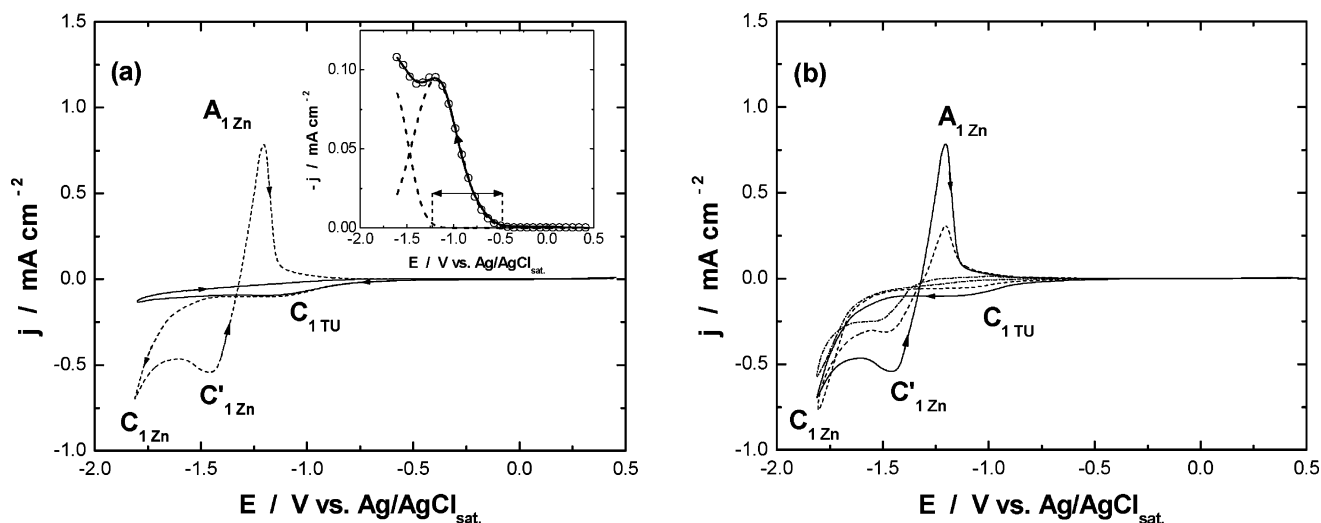 (a)
A1 Zn
C1 TU
C'1 Zn
C1 Zn
j / mA cm-2
1.5
1.0
0.5
0.0
-0.5
-1.0
-2.0 -1.5 -1.0 -0.5 0.0 0.5
E / V vs. Ag/AgClsat.
-j / mA cm-2
0.10
0.05
0.00
-2.0 -1.5 -1.0 -0.5 0.0 0.5
E / V vs. Ag/AgClsat.
(b)
A1 Zn
C1 TU
C'1 Zn
C1 Zn
j / mA cm-2
1.5
1.0
0.5
0.0
-0.5
-1.0
-2.0 -1.5 -1.0 -0.5 0.0 0.5
E / V vs. Ag/AgClsat.